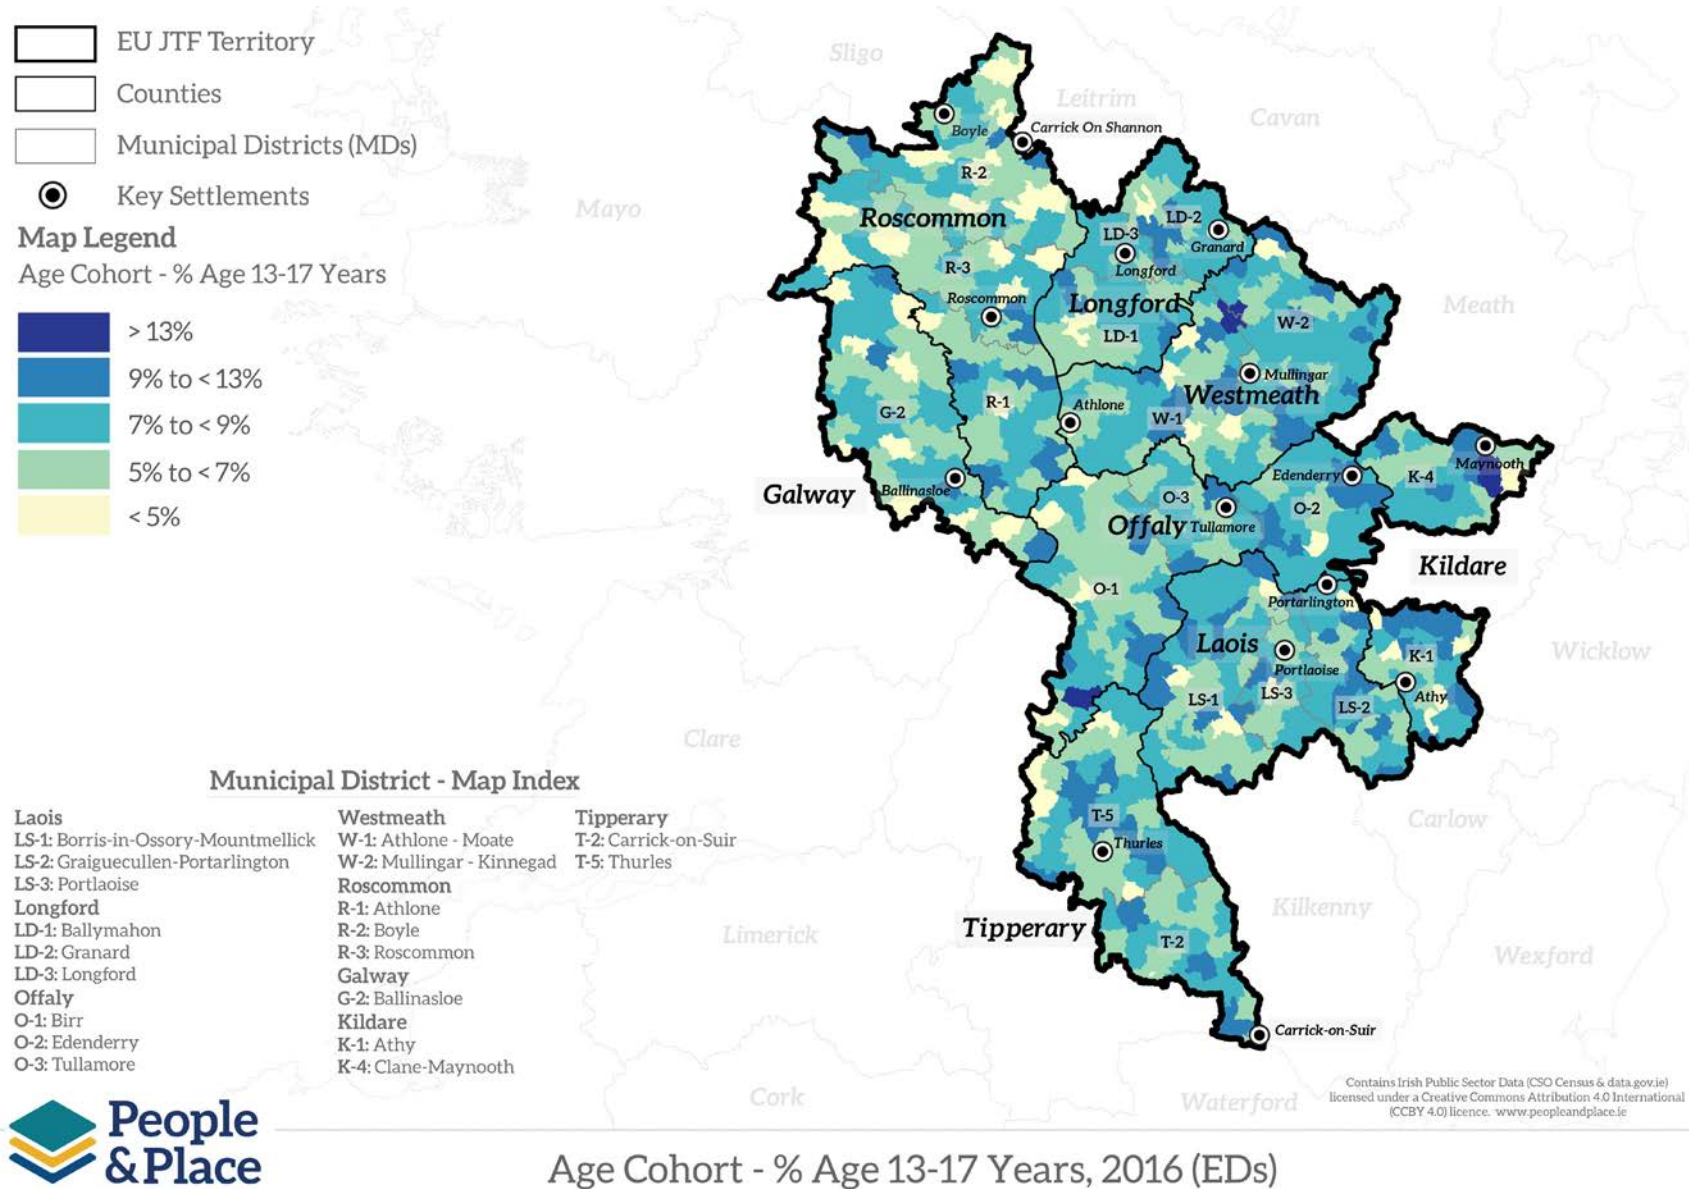 EU JTF Territory
Counties
Municipal Districts (MDs)
Key Settlements
Map Legend
Age Cohort - % Age 13-17 Years
> 13%
9% to < 13%
7% to < 9%
5% to < 7%
< 5%
Sligo
Leitrim
Cavan
Mayo
Meath
Wicklow
Clare
Carlow
Limerick
Kilkenny
Wexford
Cork
Waterford
Boyle
Carrick On Shannon
R-2
Roscommon
LD-2
LD-3
Granard
Longford
R-3
Roscommon
Longford
LD-1
W-2
Mullingar
Westmeath
G-2
R-1
Athlone
W-1
Galway
Ballinasloe
Edenderry
Maynooth
K-4
O-3
O-2
Offaly
Tullamore
Kildare
O-1
Portarlington
Laois
Portlaoise
K-1
Athy
LS-1
LS-3
LS-2
T-5
Thurles
Tipperary
T-2
Carrick-on-Suir
Municipal District - Map Index
Laois
LS-1: Borris-in-Ossory-Mountmellick
LS-2: Graiguecullen-Portarlington
LS-3: Portlaoise
Longford
LD-1: Ballymahon
LD-2: Granard
LD-3: Longford
Offaly
O-1: Birr
O-2: Edenderry
O-3: Tullamore
Westmeath
W-1: Athlone - Moate
W-2: Mullingar - Kinnegad
Roscommon
R-1: Athlone
R-2: Boyle
R-3: Roscommon
Galway
G-2: Ballinasloe
Kildare
K-1: Athy
K-4: Clane-Maynooth
Tipperary
T-2: Carrick-on-Suir
T-5: Thurles
Contains Irish Public Sector Data (CSO Census & data.gov.ie)
licensed under a Creative Commons Attribution 4.0 International
(CCBY 4.0) licence. www.peopleandplace.ie
People
&Place
Age Cohort - % Age 13-17 Years, 2016 (EDs)